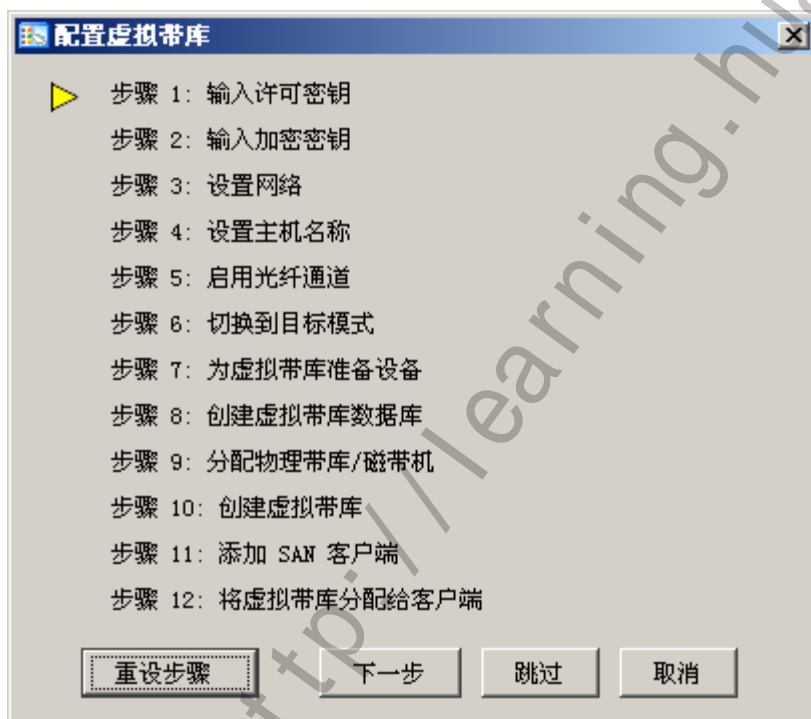 配置虚拟带库
步骤 1: 输入许可密钥
步骤 2: 输入加密密钥
步骤 3: 设置网络
步骤 4: 设置主机名称
步骤 5: 启用光纤通道
步骤 6: 切换到目标模式
步骤 7: 为虚拟带库准备设备
步骤 8: 创建虚拟带库数据库
步骤 9: 分配物理带库/磁带机
步骤 10: 创建虚拟带库
步骤 11: 添加 SAN 客户端
步骤 12: 将虚拟带库分配给客户端
重设步骤 下一步 跳过 取消
ttp://learning.hu